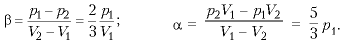 β = (p₁ – p₂)/(V₂ – V₁) = (2/3) (p₁/V₁); α = (p₂V₁ – p₁V₂)/(V₁ – V₂) = (5/3) p₁.